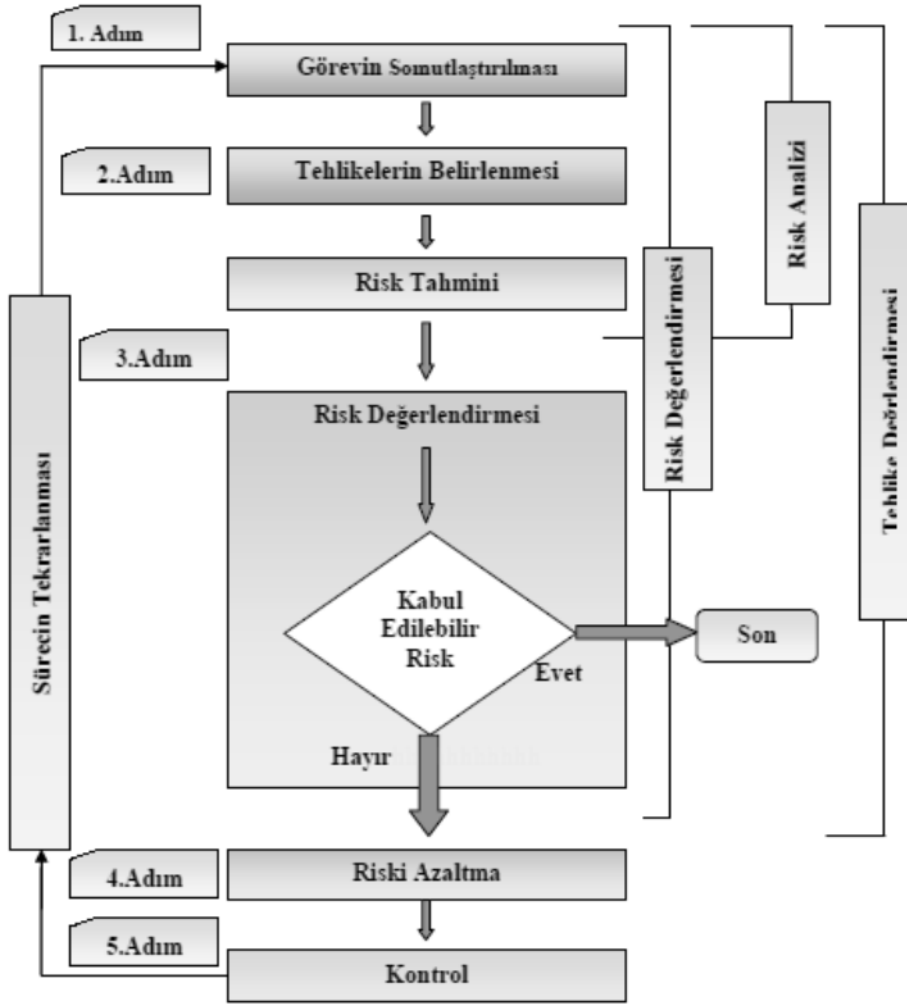 1. Adım
Görevin Somutlaştırılması
2.Adım
Tehlikelerin Belirlenmesi
Risk Tahmini
3.Adım
Risk Değerlendirmesi
Kabul
Edilebilir
Risk
Evet
Son
Hayır
4.Adım
Riski Azaltma
5.Adım
Kontrol
Sürecin Tekrarlanması
Risk Değerlendirmesi
Risk Analizi
Tehlike Değrlendirmesi